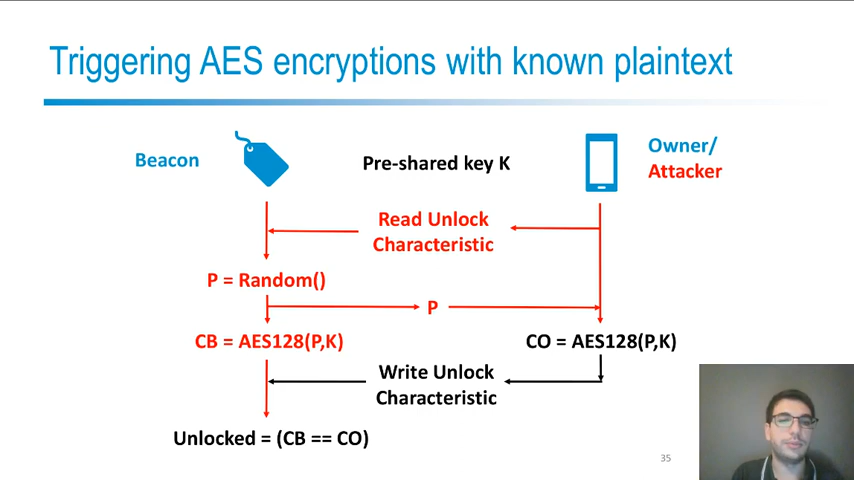 Triggering AES encryptions with known plaintext
Beacon
Pre-shared key K
Owner/
Attacker
Read Unlock
Characteristic
P = Random()
P
CB = AES128(P,K)
CO = AES128(P,K)
Write Unlock
Characteristic
Unlocked = (CB == CO)
35